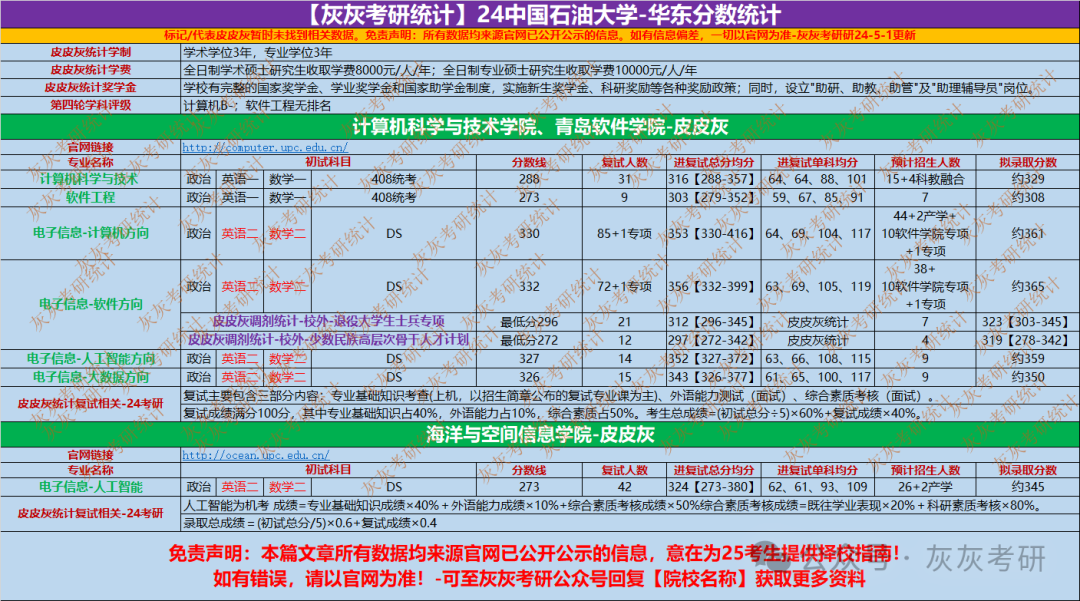 【灰灰考研统计】24中国石油大学-华东分数统计
标记/代表皮皮灰暂时未找到相关数据。免责声明：所有数据均来源官网已公开公示的信息。如有信息偏差，一切以官网为准-灰灰考研研24-5-1更新
皮皮灰统计学制 学术学位3年，专业学位3年
皮皮灰统计学费 全日制学术硕士研究生收取学费8000元/人/年；全日制专业硕士研究生收取学费10000元/人/年
皮皮灰统计奖学金 学校有完整的国家奖学金、学业奖学金和国家助学金制度，实施新生奖学金、科研奖励等各种奖励政策；同时，设立"助研、助教、助管"及"助理辅导员"岗位。
第四轮学科评级 计算机B-；软件工程无排名
计算机科学与技术学院、青岛软件学院-皮皮灰
官网链接 http://computer.upc.edu.cn/
专业名称 初试科目 分数线 复试人数 进复试总分均分 进复试单科均分 预计招生人数 拟录取分数
计算机科学与技术 政治 英语一 数学一 408统考 288 31 316【288-357】 64、64、88、101 15+4科教融合 约329
软件工程 政治 英语一 数学一 408统考 273 9 303【279-352】 59、67、85、91 7 约308
电子信息-计算机方向 政治 英语二 数学二 DS 330 85+1专项 353【330-416】 64、69、104、117 44+2产学+
10软件学院专项
+1专项 约361
电子信息-软件方向 政治 英语二 数学二 DS 332 72+1专项 356【332-399】 63、69、105、119 38+
10软件学院专项
+1专项 约365
皮皮灰调剂统计-校外-退役大学生士兵专项 最低分296 21 312【296-345】 皮皮灰统计 7 323【303-345】
皮皮灰调剂统计-校外-少数民族高层次骨干人才计划 最低分272 12 297【272-342】 皮皮灰统计 4 319【278-342】
电子信息-人工智能方向 政治 英语二 数学二 DS 327 14 352【327-372】 63、66、108、115 9 约359
电子信息-大数据方向 政治 英语二 数学二 DS 326 15 343【326-377】 61、65、100、117 9 约350
皮皮灰统计复试相关-24考研 复试主要包含三部分内容：专业基础知识考查(上机，以招生简章公布的复试专业课为主)、外语能力测试（面试）、综合素质考核（面试）。
复试成绩满分100分，其中专业基础知识占40%，外语能力占10%，综合素质占50%。考生总成绩=(初试总分÷5)×60%+复试成绩×40%。
海洋与空间信息学院-皮皮灰
官网链接 http://ocean.upc.edu.cn/
专业名称 初试科目 分数线 复试人数 进复试总分均分 进复试单科均分 预计招生人数 拟录取分数
电子信息-人工智能 政治 英语二 数学二 DS 273 42 324【273-380】 62、61、93、109 26+2产学 约345
皮皮灰统计复试相关-24考研 人工智能为机考 成绩=专业基础知识成绩×40%＋外语能力成绩×10%+综合素质考核成绩×50%综合素质考核成绩=既往学业表现×20%＋科研素质考核×80%。
录取总成绩＝(初试总分/5)×0.6+复试成绩×0.4
免责声明：本篇文章所有数据均来源官网已公开公示的信息，意在为25考生提供择校指南！
如有错误，请以官网为准！-可至灰灰考研公众号回复【院校名称】获取更多资料
公众号·灰灰考研